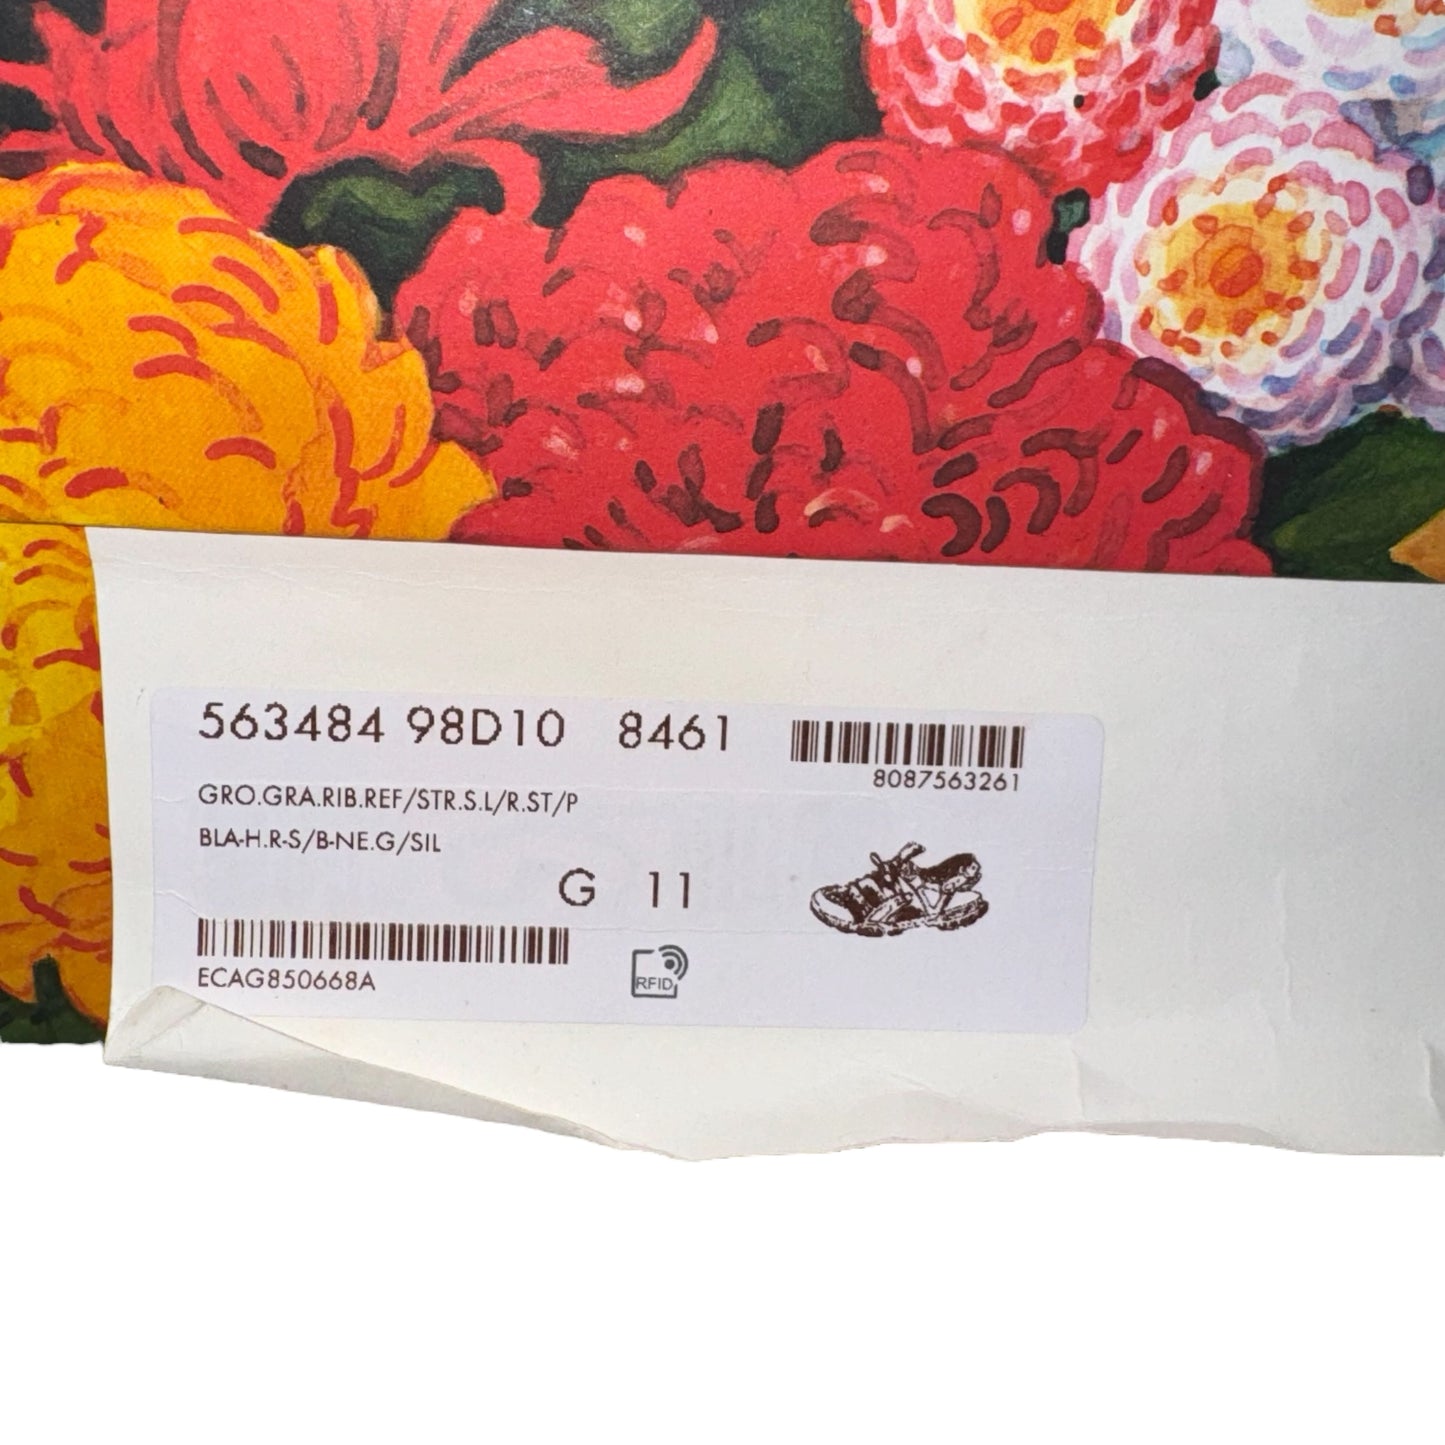 563484 98D10 8461
8087563261
GRO.GRA.RIB.REF/STR.S.L/R.ST/P
BLA-H.R-S/B-NE.G/SIL
G 11
ECAG850668A
RFID